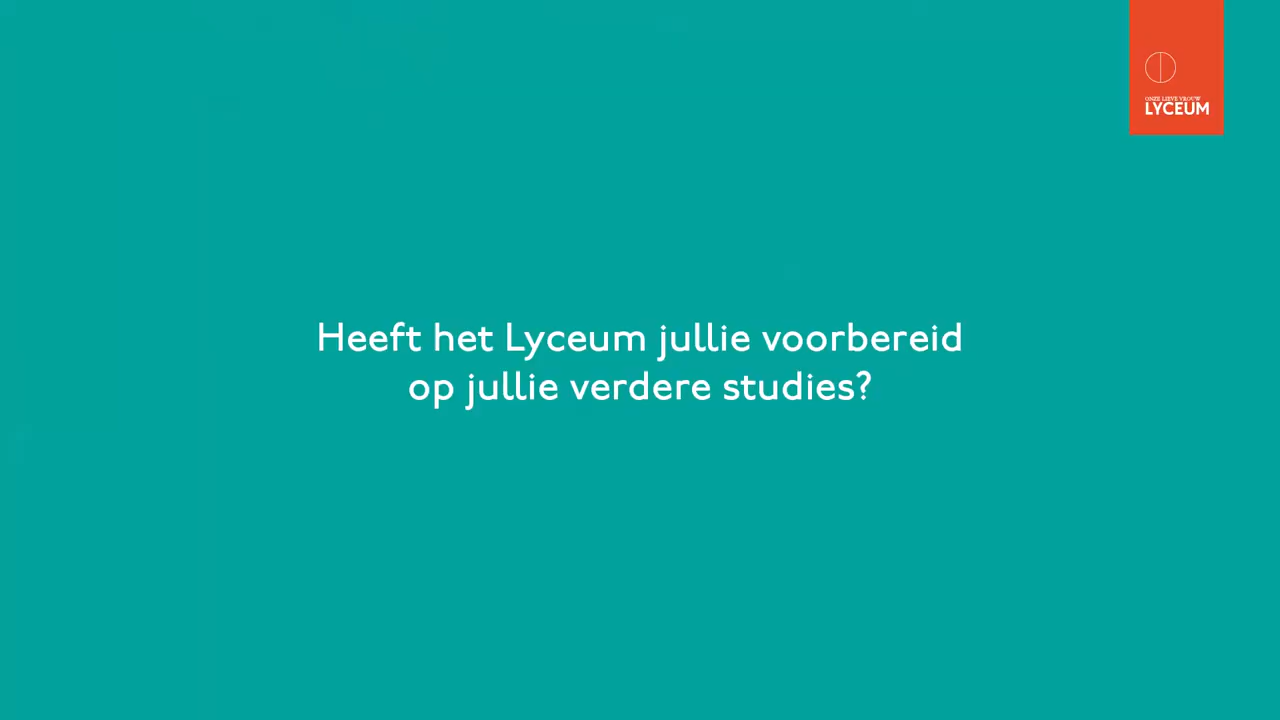 ONZE LIEVE VROUW
LYCEUM
Heeft het Lyceum jullie voorbereid
op jullie verdere studies?